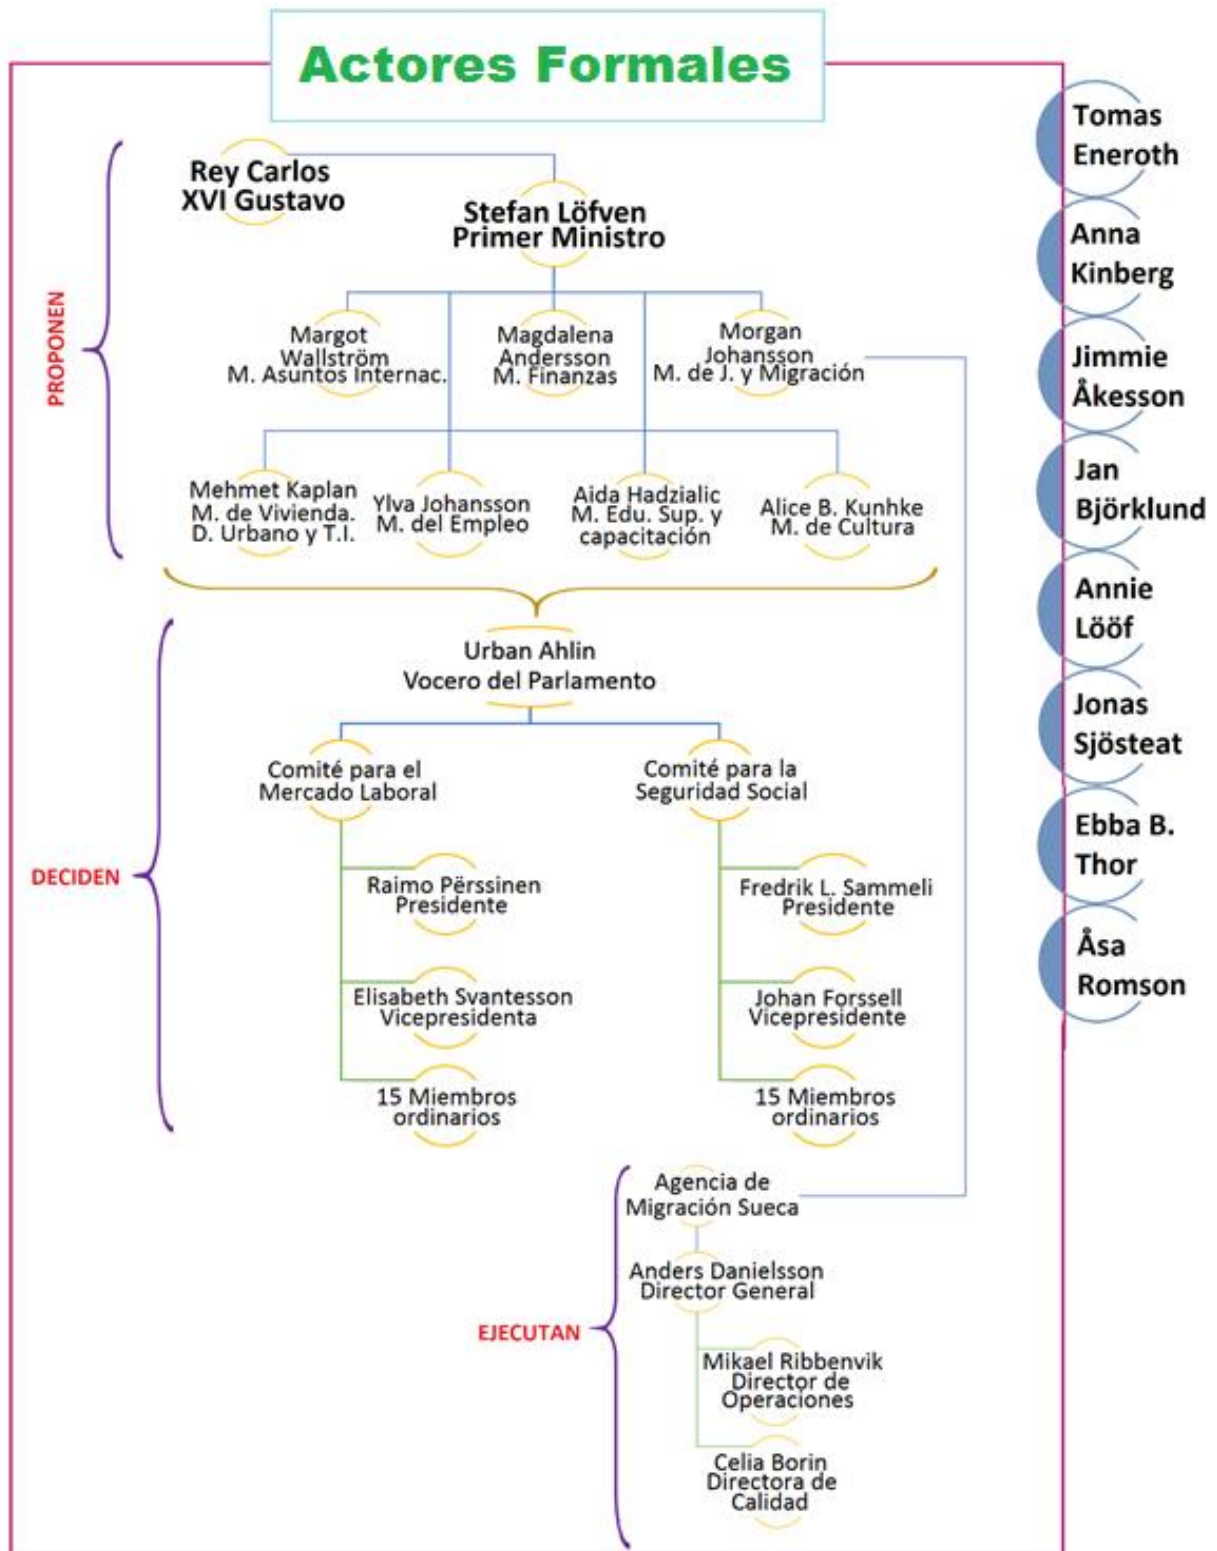 Actores Formales
Rey Carlos
XVI Gustavo
Stefan Löfven
Primer Ministro
PROPONEN
Margot
Wallström
M. Asuntos Internac.
Magdalena
Andersson
M. Finanzas
Morgan
Johansson
M. de J. y Migración
Mehmet Kaplan
M. de Vivienda.
D. Urbano y T.I.
Ylva Johansson
M. del Empleo
Aida Hadzialic
M. Edu. Sup. y
capacitación
Alice B. Kunhke
M. de Cultura
Urban Ahlin
Vocero del Parlamento
DECIDEN
Comité para el
Mercado Laboral
Raimo Përssinen
Presidente
Elisabeth Svantesson
Vicepresidenta
15 Miembros
ordinarios
Comité para la
Seguridad Social
Fredrik L. Sammeli
Presidente
Johan Forssell
Vicepresidente
15 Miembros
ordinarios
EJECUTAN
Agencia de
Migración Sueca
Anders Danielsson
Director General
Mikael Ribbenvik
Director de
Operaciones
Celia Borin
Directora de
Calidad
Tomas
Eneroth
Anna
Kinberg
Jimmie
Åkesson
Jan
Björklund
Annie
Lööf
Jonas
Sjösteat
Ebba B.
Thor
Åsa
Romson